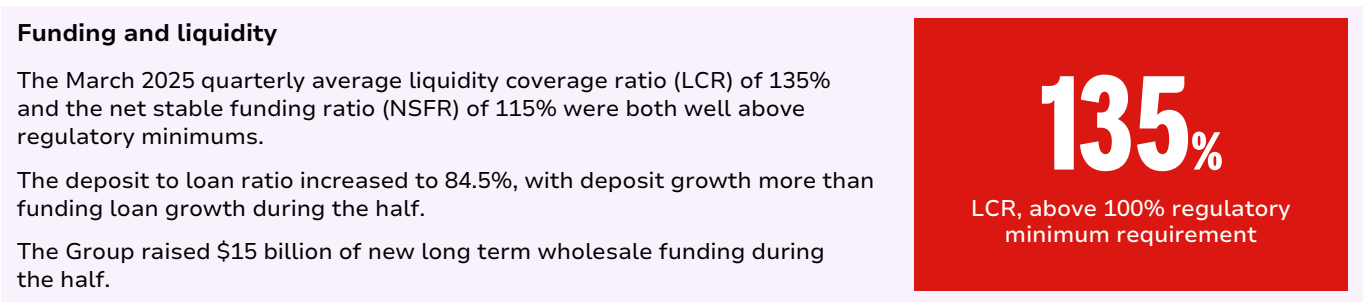 Funding and liquidity
The March 2025 quarterly average liquidity coverage ratio (LCR) of 135%
and the net stable funding ratio (NSFR) of 115% were both well above
regulatory minimums.
The deposit to loan ratio increased to 84.5%, with deposit growth more than
funding loan growth during the half.
The Group raised $15 billion of new long term wholesale funding during
the half.
135%
LCR, above 100% regulatory
minimum requirement